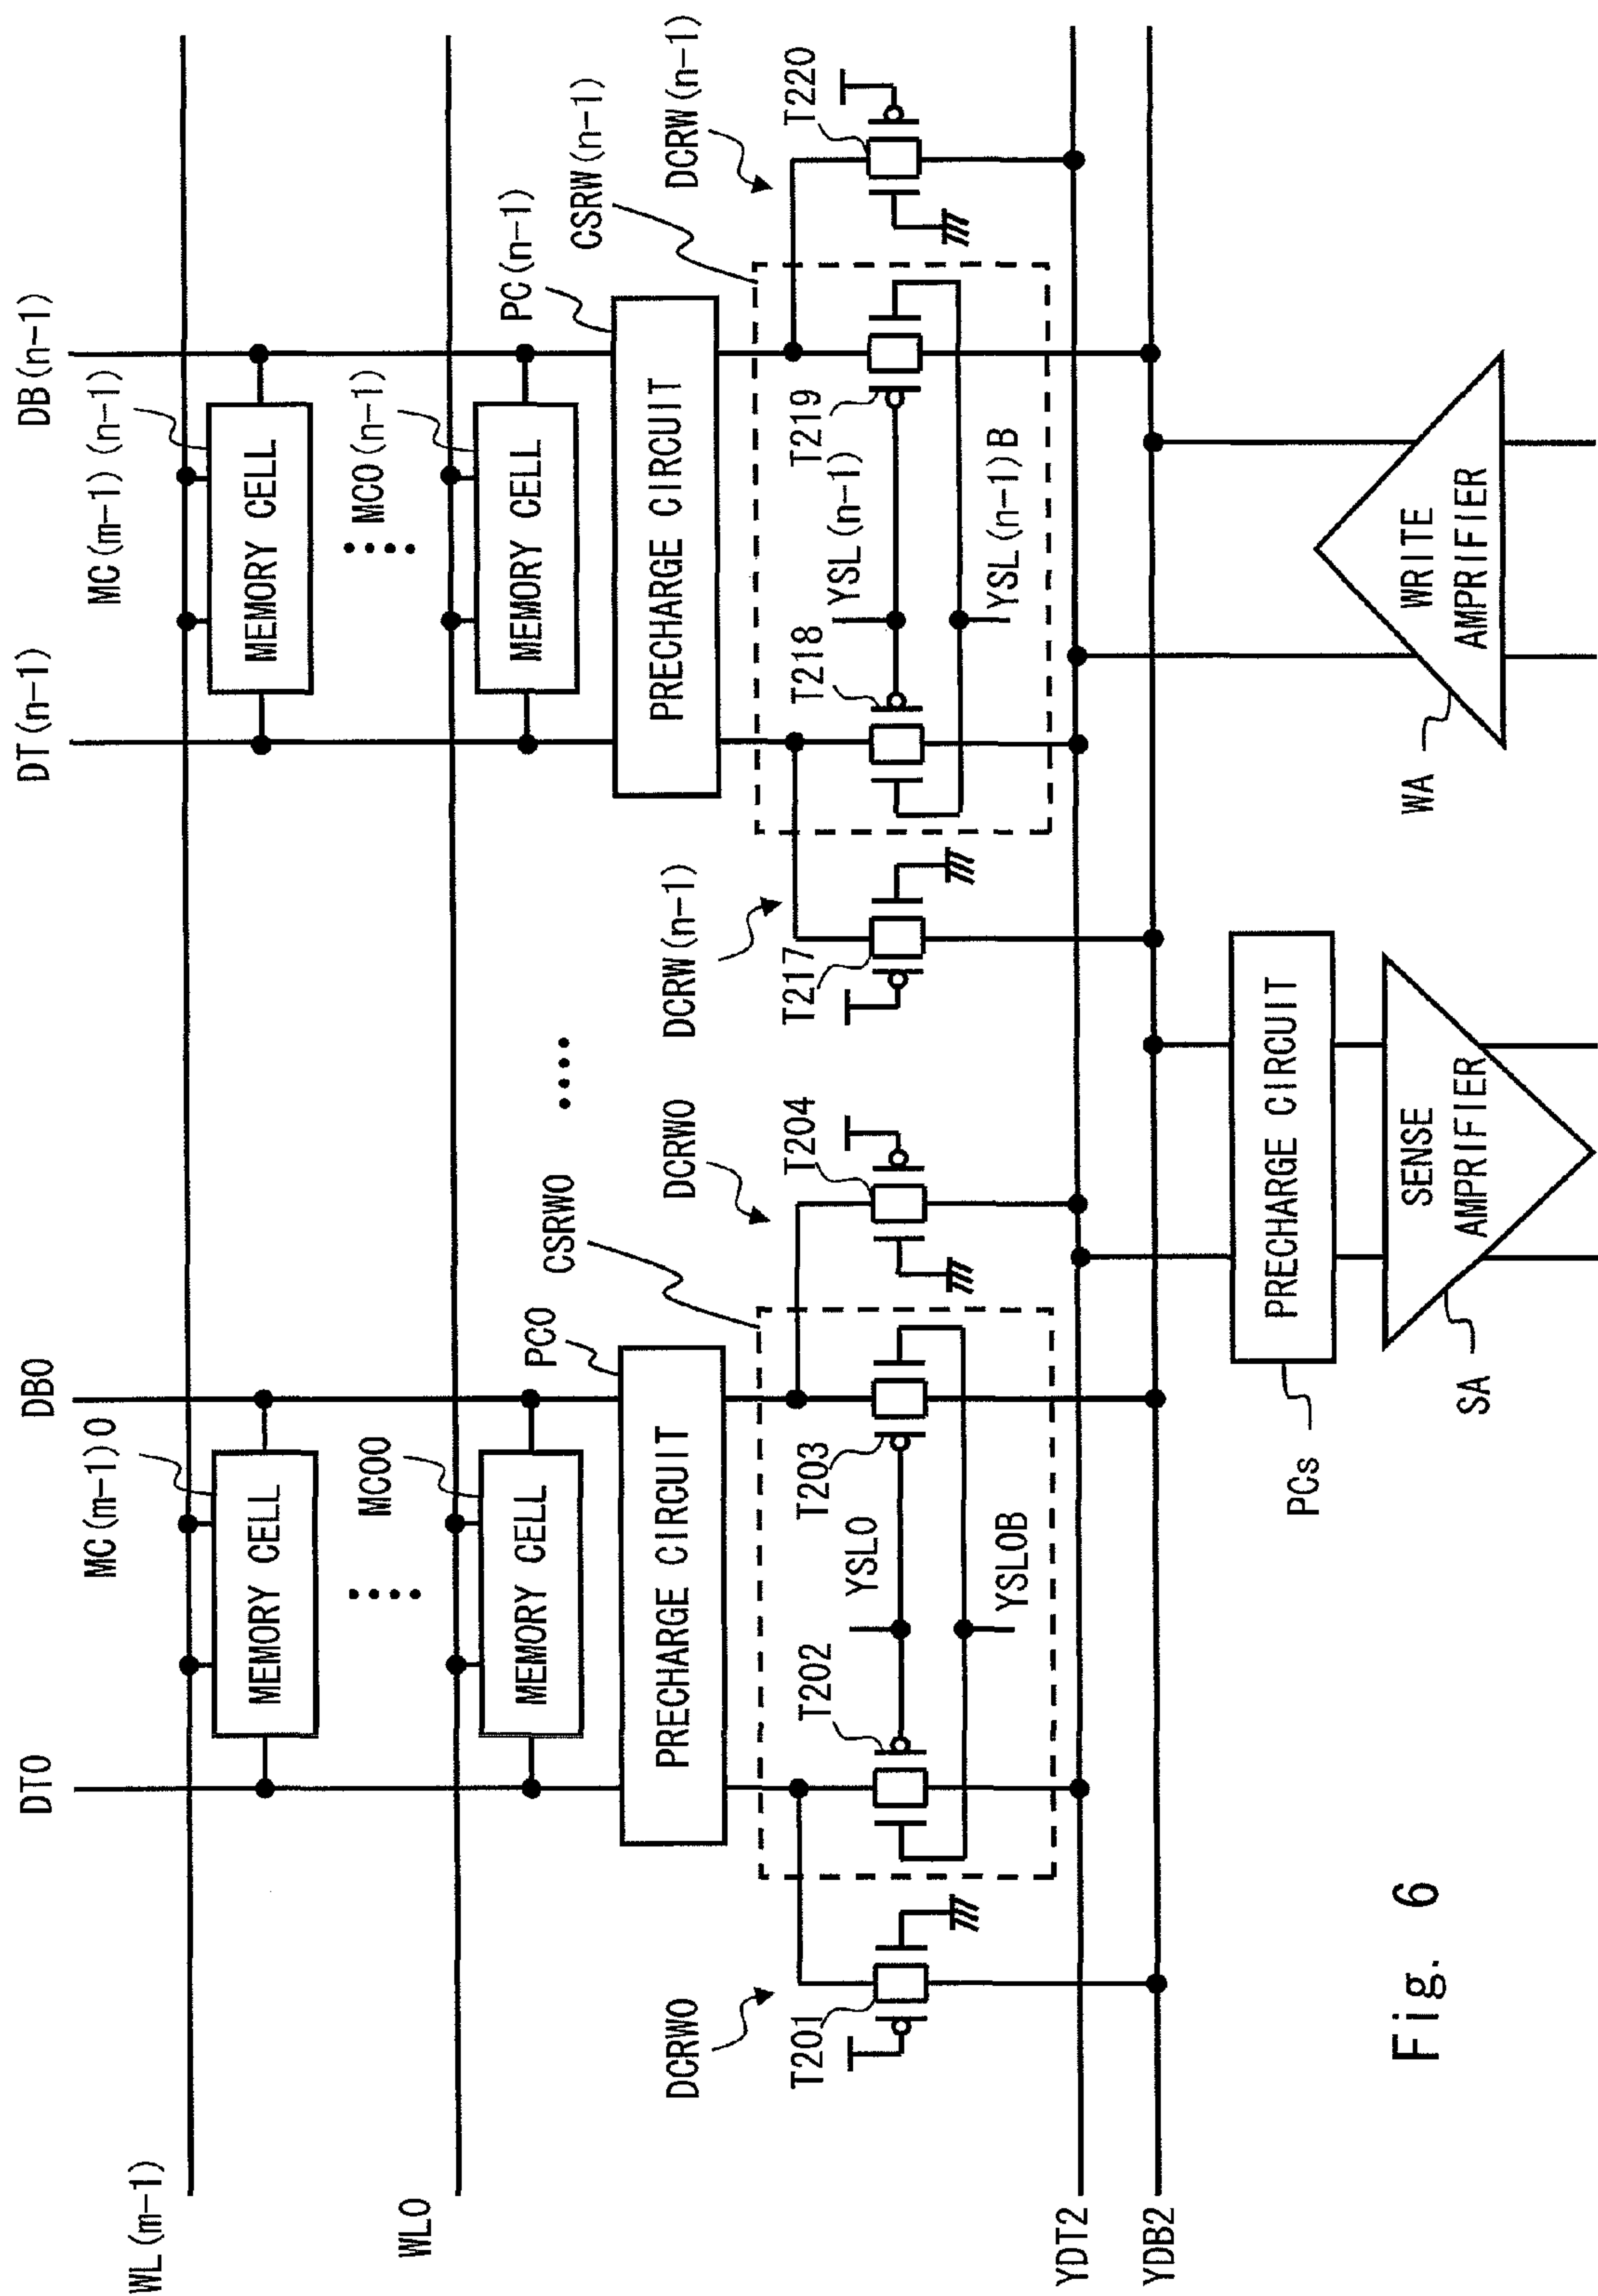 DT0
DB0
DT(n-1)
DB(n-1)
MC(m-1)0
MC(m-1)(n-1)
WL(m-1)
MEMORY CELL
MEMORY CELL
MC00
MC0(n-1)
WL0
MEMORY CELL
MEMORY CELL
PC0
CSRW0
PC(n-1)
CSRW(n-1)
PRECHARGE CIRCUIT
PRECHARGE CIRCUIT
DCRW0
DCRW0
DCRW(n-1)
DCRW(n-1)
T201
T202
T203
T204
T217
T218
T219
T220
YSL0
YSL(n-1)
YSL0B
YSL(n-1)B
YDT2
YDB2
PRECHARGE CIRCUIT
PCs
SENSE
AMPRIFIER
SA
WRITE
AMPRIFIER
WA
Fig. 6